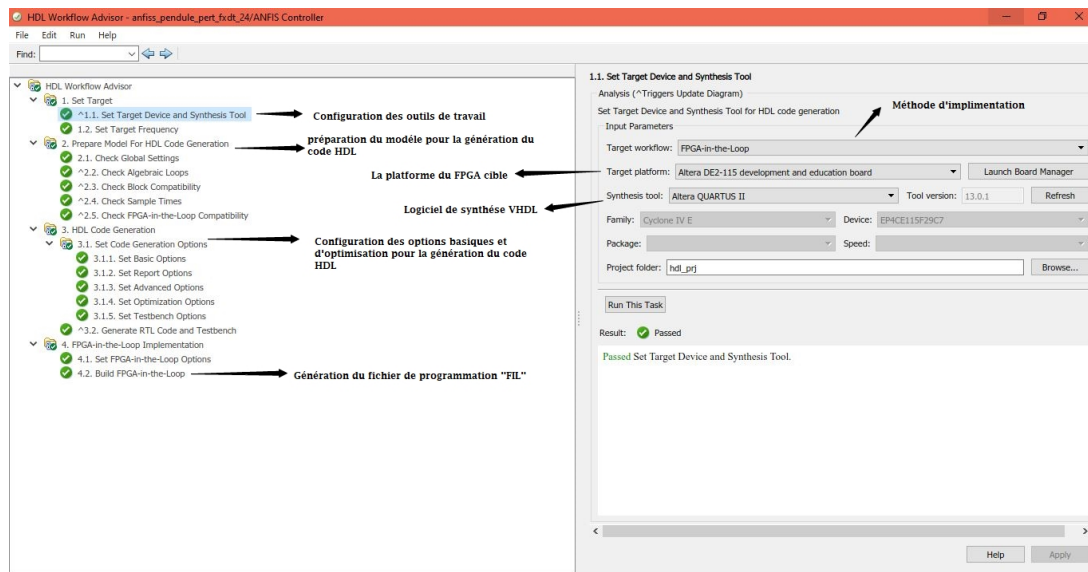 HDL Workflow Advisor - anfiss_pendule_pert_fxdt_24/ANFIS Controller
File Edit Run Help
Find:
HDL Workflow Advisor
1. Set Target
^1.1. Set Target Device and Synthesis Tool
1.2. Set Target Frequency
2. Prepare Model For HDL Code Generation
2.1. Check Global Settings
^2.2. Check Algebraic Loops
^2.3. Check Block Compatibility
^2.4. Check Sample Times
^2.5. Check FPGA-in-the-Loop Compatibility
3. HDL Code Generation
3.1. Set Code Generation Options
3.1.1. Set Basic Options
3.1.2. Set Report Options
3.1.3. Set Advanced Options
3.1.4. Set Optimization Options
3.1.5. Set Testbench Options
^3.2. Generate RTL Code and Testbench
4. FPGA-in-the-Loop Implementation
4.1. Set FPGA-in-the-Loop Options
4.2. Build FPGA-in-the-Loop
Configuration des outils de travail
préparation du modéle pour la génération du
code HDL
La platforme du FPGA cible
Logiciel de synthése VHDL
Configuration des options basiques et
d'optimisation pour la génération du code
HDL
Génération du fichier de programmation "FIL"
1.1. Set Target Device and Synthesis Tool
Analysis (^Triggers Update Diagram)
Méthode d'implimentation
Set Target Device and Synthesis Tool for HDL code generation
Input Parameters
Target workflow: FPGA-in-the-Loop
Target platform: Altera DE2-115 development and education board Launch Board Manager
Synthesis tool: Altera QUARTUS II Tool version: 13.0.1 Refresh
Family: Cyclone IV E Device: EP4CE115F29C7
Package: Speed:
Project folder: hdl_prj Browse...
Run This Task
Result: Passed
Passed Set Target Device and Synthesis Tool.
Help Apply